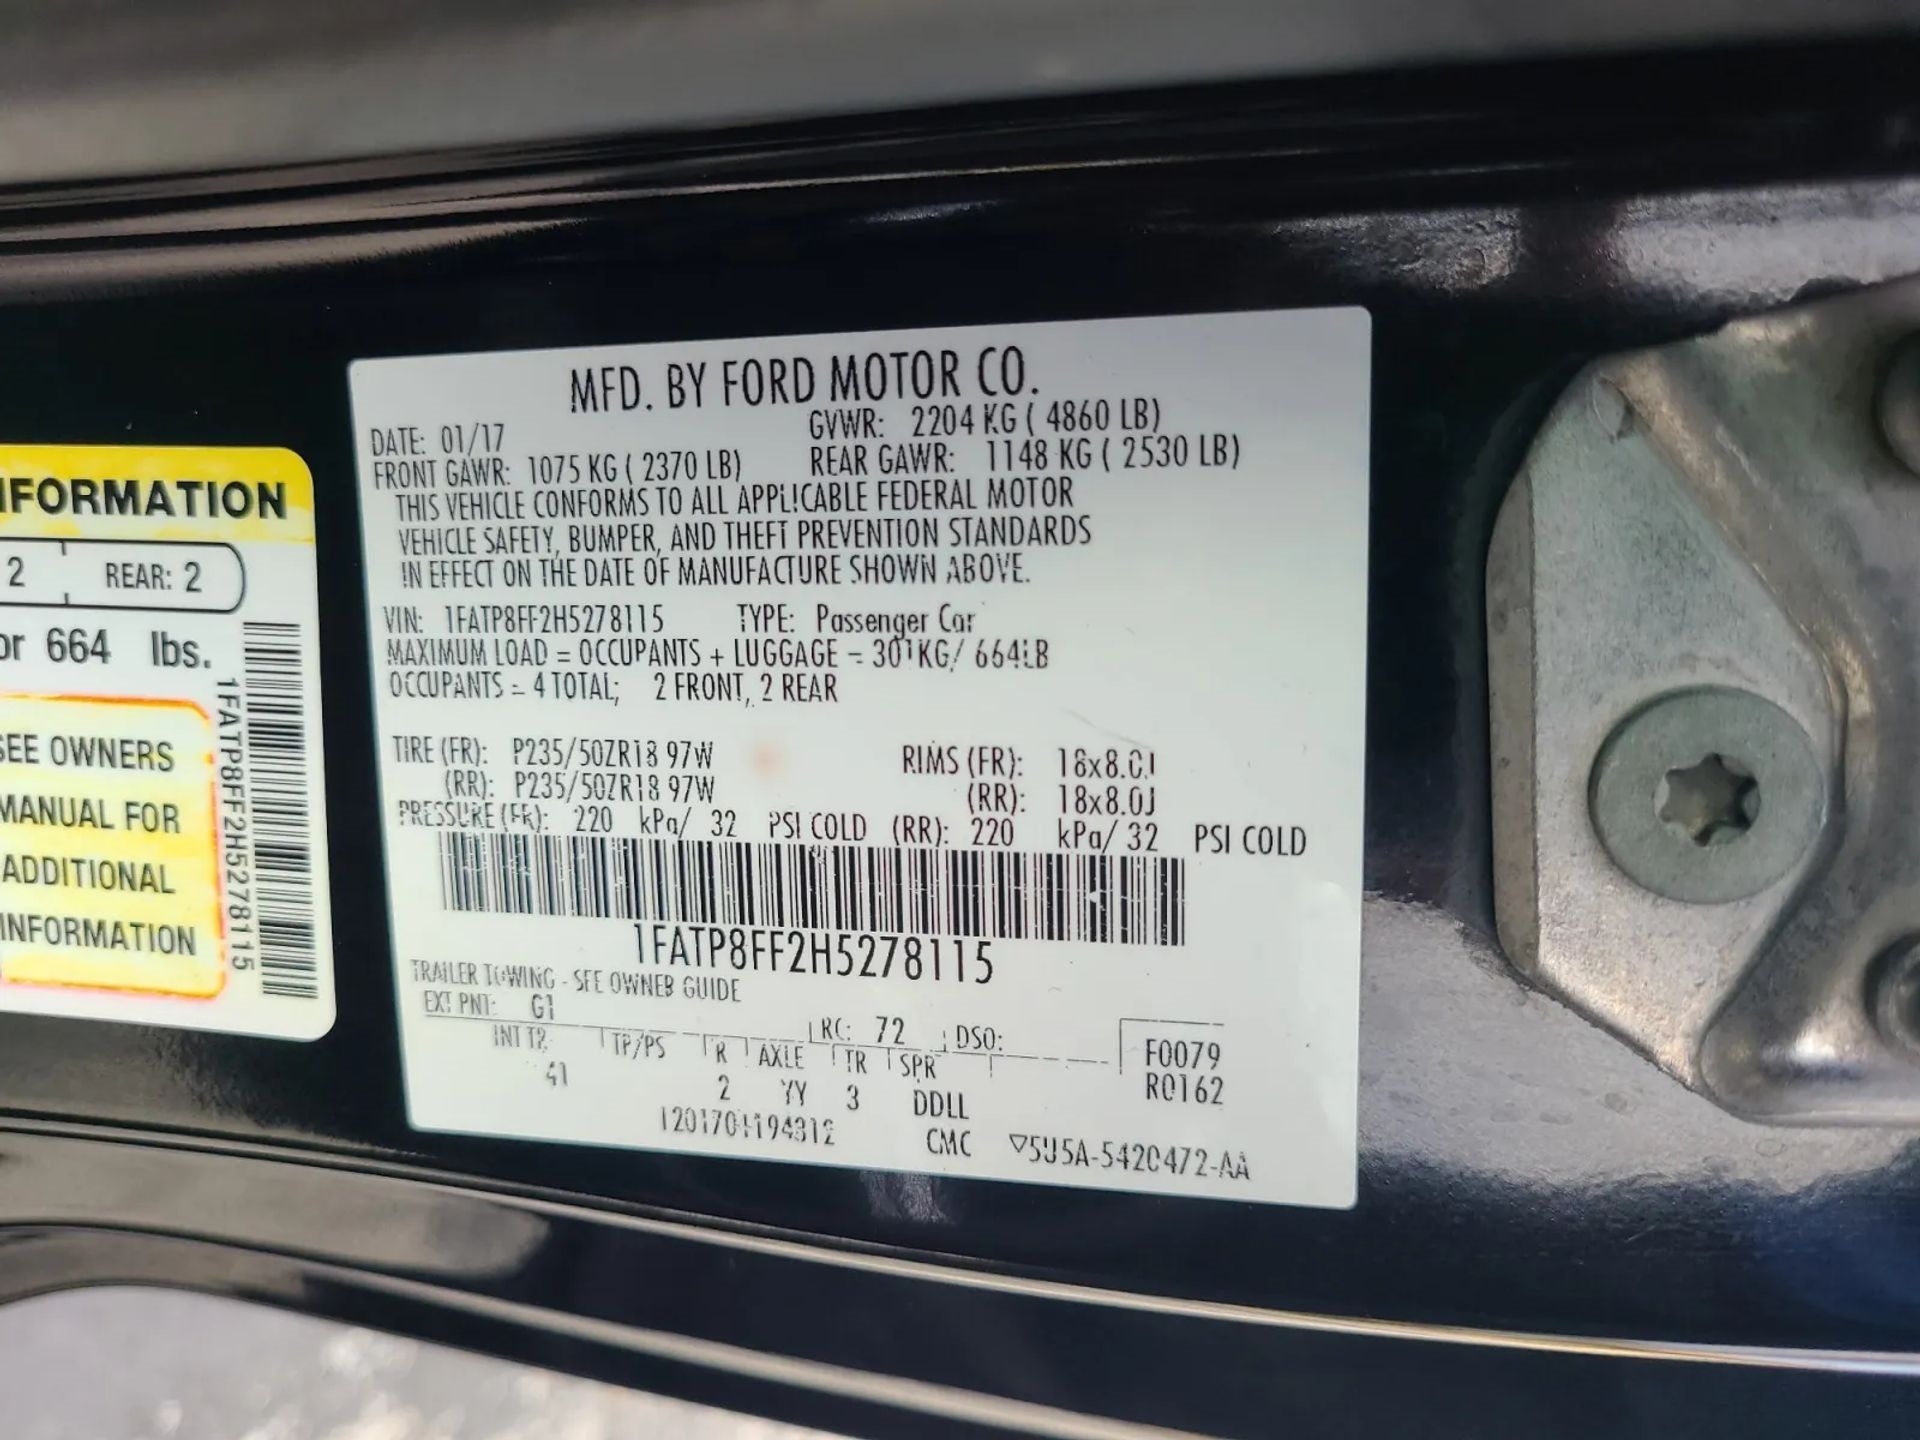 MFD. BY FORD MOTOR CO.
DATE: 01/17
GVWR: 2204 KG ( 4860 LB)
FRONT GAWR: 1075 KG ( 2370 LB)
REAR GAWR: 1148 KG ( 2530 LB)
THIS VEHICLE CONFORMS TO ALL APPLICABLE FEDERAL MOTOR
VEHICLE SAFETY, BUMPER, AND THEFT PREVENTION STANDARDS
IN EFFECT ON THE DATE OF MANUFACTURE SHOWN ABOVE.
VIN: 1FATP8FF2H5278115 TYPE: Passenger Car
MAXIMUM LOAD = OCCUPANTS + LUGGAGE = 301KG/ 664LB
OCCUPANTS = 4 TOTAL; 2 FRONT, 2 REAR
TIRE (FR): P235/50ZR18 97W RIMS (FR): 18x8.0J
(RR): P235/50ZR18 97W (RR): 18x8.0J
PRESSURE (FR): 220 kPa/ 32 PSI COLD (RR): 220 kPa/ 32 PSI COLD
1FATP8FF2H5278115
TRAILER TOWING - SEE OWNER GUIDE
EXT PNT: G1 RC: 72 DSO: F0079
INT TR TP/PS R AXLE TR SPR R0162
41 2 YY 3 DDLL
CMC ▽5U5A-5420472-AA
INFORMATION
2 REAR: 2
or 664 lbs.
SEE OWNERS
MANUAL FOR
ADDITIONAL
INFORMATION
1FATP8FF2H5278115